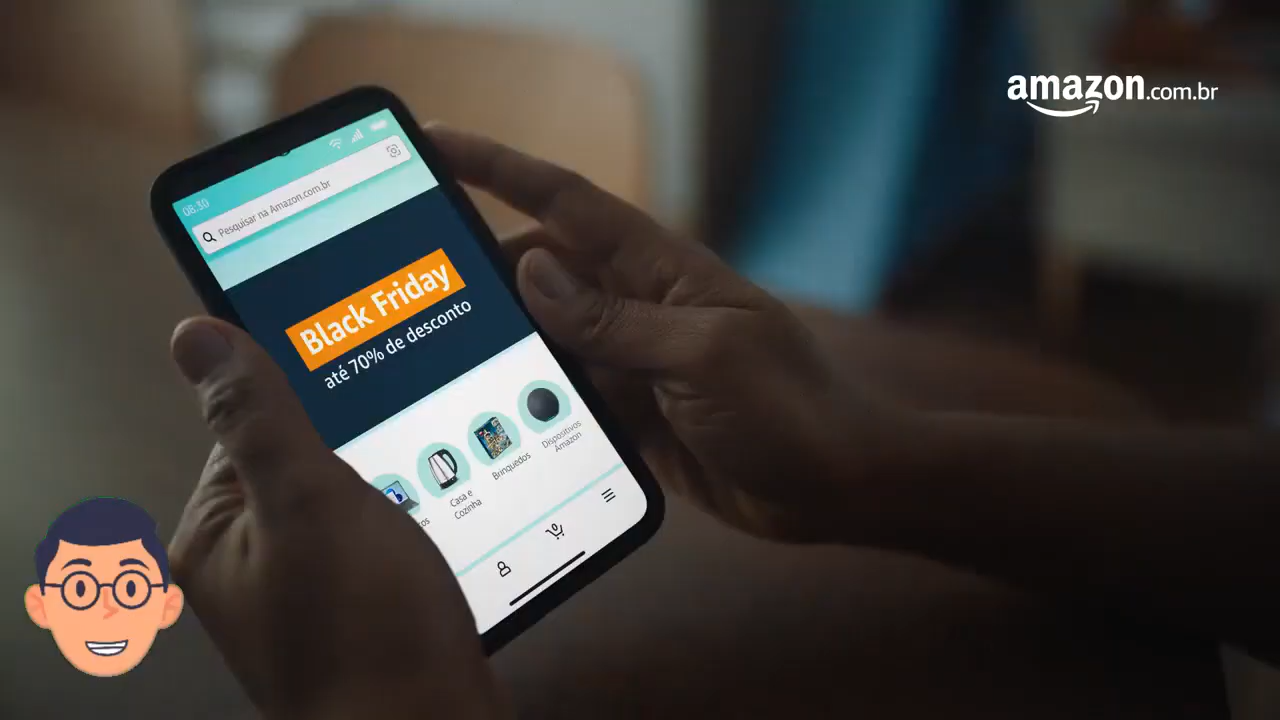 amazon.com.br
08:30
Pesquisar na Amazon.com.br
Black Friday
até 70% de desconto
Casa e
Cozinha
Brinquedos
Dispositivos
Amazon
0